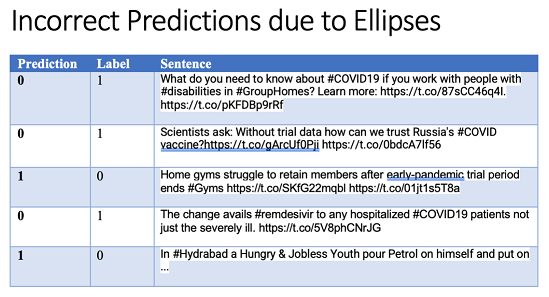 Incorrect Predictions due to Ellipses
Prediction Label Sentence
0 1 What do you need to know about #COVID19 if you work with people with
#disabilities in #GroupHomes? Learn more: https://t.co/87sCC46q4I.
https://t.co/pKFDBp9rRf
0 1 Scientists ask: Without trial data how can we trust Russia's #COVID
vaccine?https://t.co/gArcUf0Pji https://t.co/0bdcA7lf56
1 0 Home gyms struggle to retain members after early-pandemic trial period
ends #Gyms https://t.co/SKfG22mqbl https://t.co/01jt1s5T8a
0 1 The change avails #remdesivir to any hospitalized #COVID19 patients not
just the severely ill. https://t.co/5V8phCNrJG
1 0 In #Hydrabad a Hungry & Jobless Youth pour Petrol on himself and put on
...